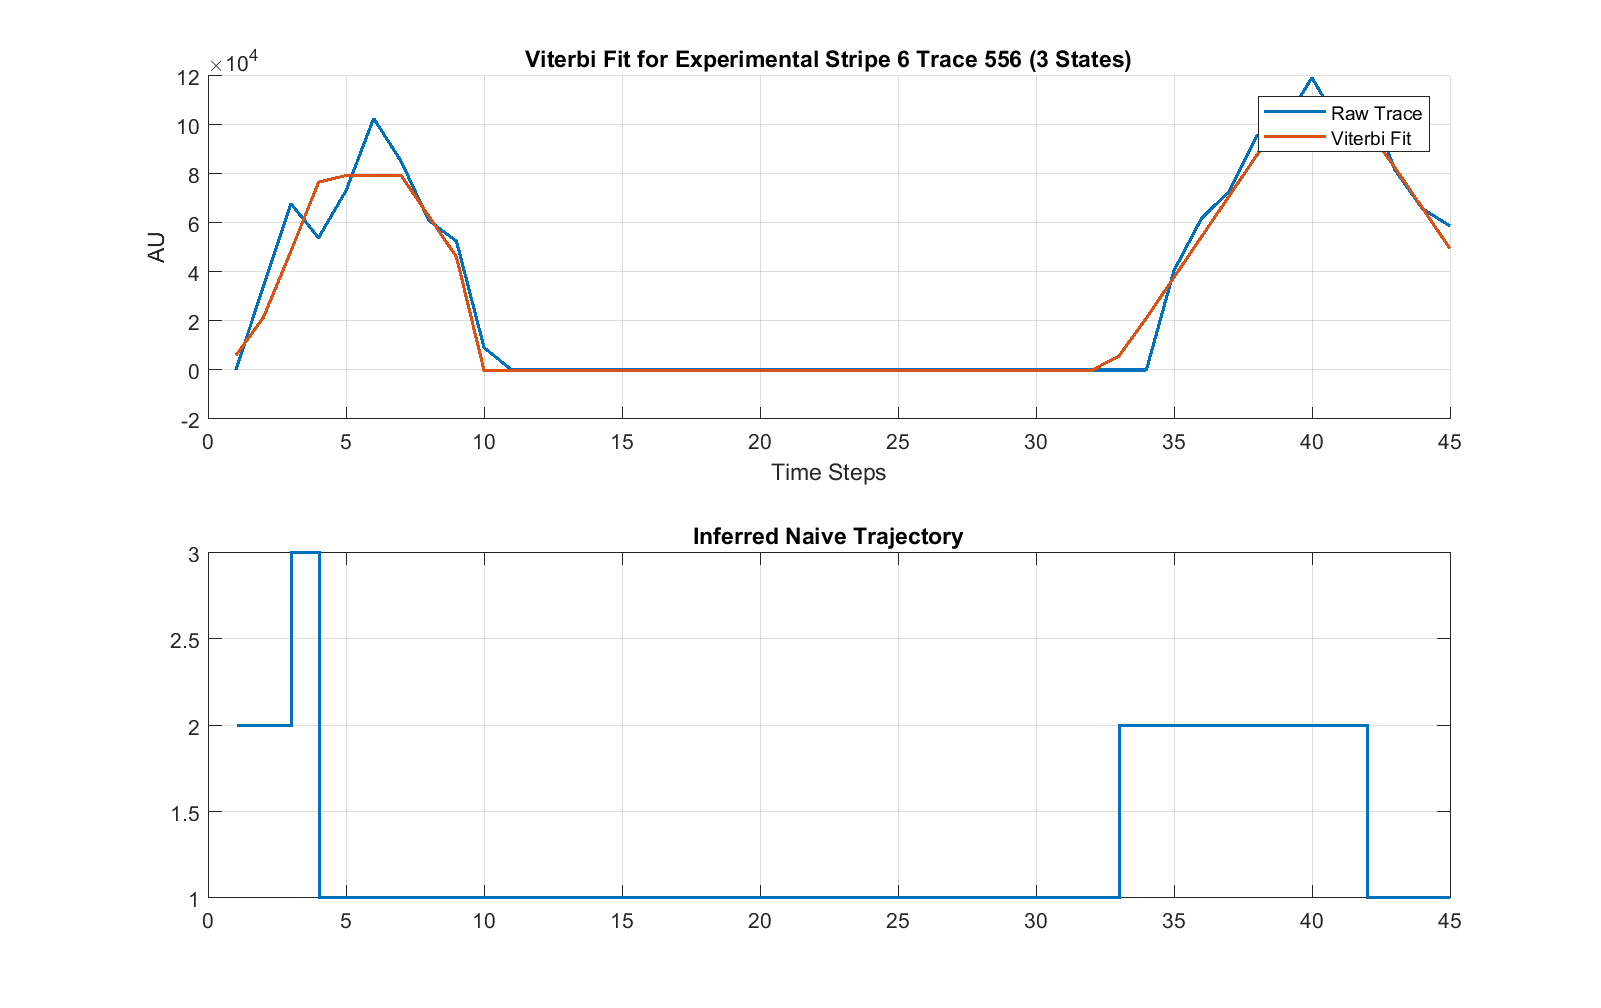 Viterbi Fit for Experimental Stripe 6 Trace 556 (3 States)
×10^4
12
10
8
6
4
2
0
-2
AU
Raw Trace
Viterbi Fit
0 5 10 15 20 25 30 35 40 45
Time Steps
Inferred Naive Trajectory
3
2.5
2
1.5
1
0 5 10 15 20 25 30 35 40 45